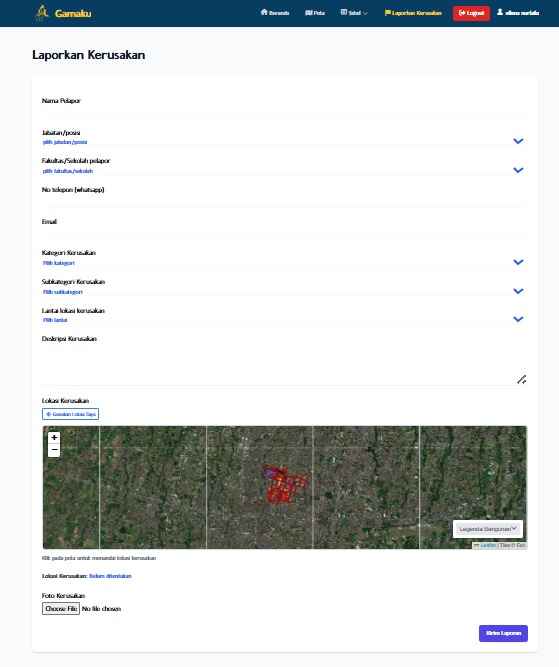 Gamaku
Beranda Peta Tabel Laporkan Kerusakan Logout
Laporkan Kerusakan
Nama Pelapor
Jabatan/posisi
pilih jabatan/posisi
Fakultas/Sekolah pelapor
pilih fakultas/sekolah
No telepon (whatsapp)
Email
Kategori Kerusakan
Pilih kategori
Subkategori Kerusakan
Pilih subkategori
Lantai lokasi kerusakan
Pilih lantai
Deskripsi Kerusakan
Lokasi Kerusakan
Gunakan Lokasi Saya
+
−
Legenda Bangunan
Leaflet | Tiles © Esri
Klik pada peta untuk menandai lokasi kerusakan
Lokasi Kerusakan: Belum ditentukan
Foto Kerusakan
Choose File No file chosen
Kirim Laporan